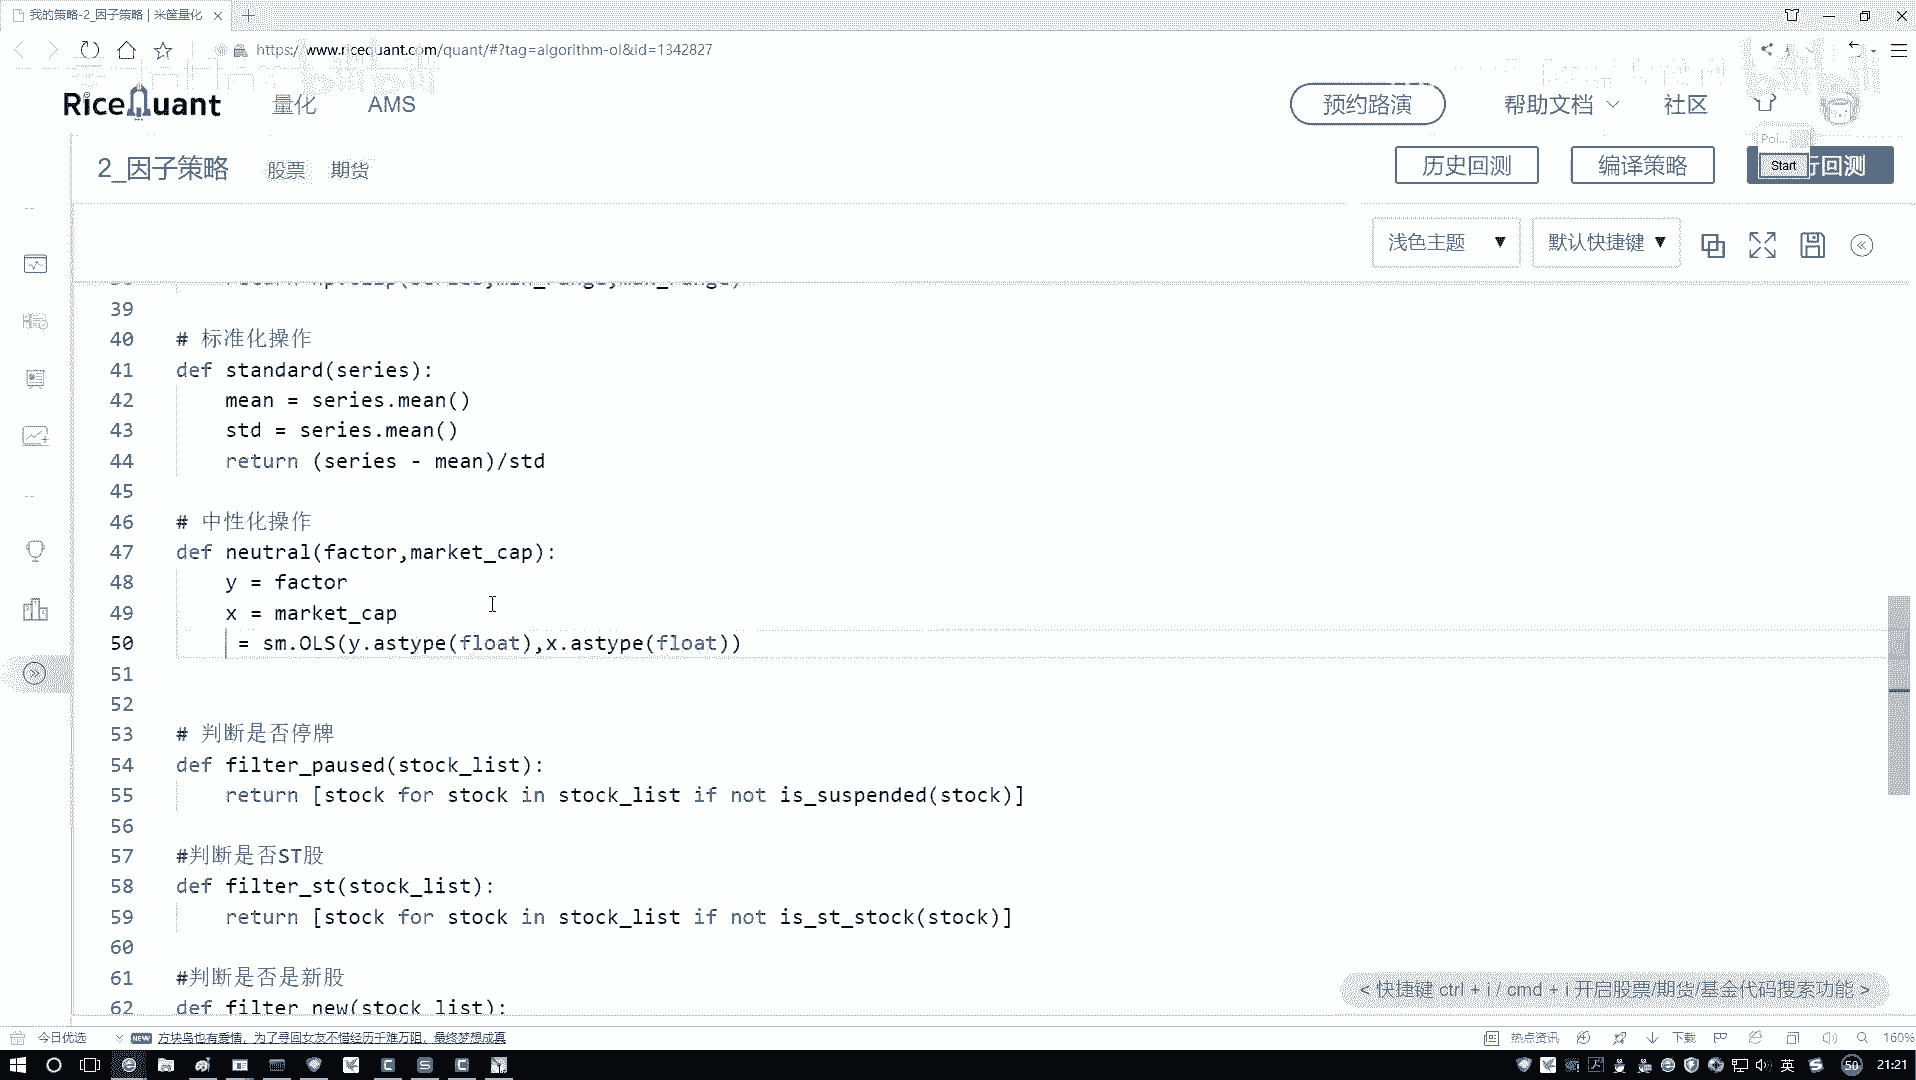 我的策略-2_因子策略 | 米筐量化
https://www.ricequant.com/quant/#?tag=algorithm-ol&id=1342827
RiceQuant 量化 AMS 预约路演 帮助文档 社区
Poi...
2_因子策略 股票 期货 历史回测 编译策略 Start 行回测
浅色主题 ▼ 默认快捷键 ▼
39
40 # 标准化操作
41 def standard(series):
42 mean = series.mean()
43 std = series.mean()
44 return (series - mean)/std
45
46 # 中性化操作
47 def neutral(factor,market_cap):
48 y = factor
49 x = market_cap
50 = sm.OLS(y.astype(float),x.astype(float))
51
52
53 # 判断是否停牌
54 def filter_paused(stock_list):
55 return [stock for stock in stock_list if not is_suspended(stock)]
56
57 #判断是否ST股
58 def filter_st(stock_list):
59 return [stock for stock in stock_list if not is_st_stock(stock)]
60
61 #判断是否是新股
62 def filter_new(stock_list):
< 快捷键 ctrl + i / cmd + i 开启股票/期货/基金代码搜索功能 >
今日优选 NEW 方块鸟也有爱情，为了寻回女友不惜经历千难万阻，最终梦想成真 热点资讯 下载 160%
英 50 21:21